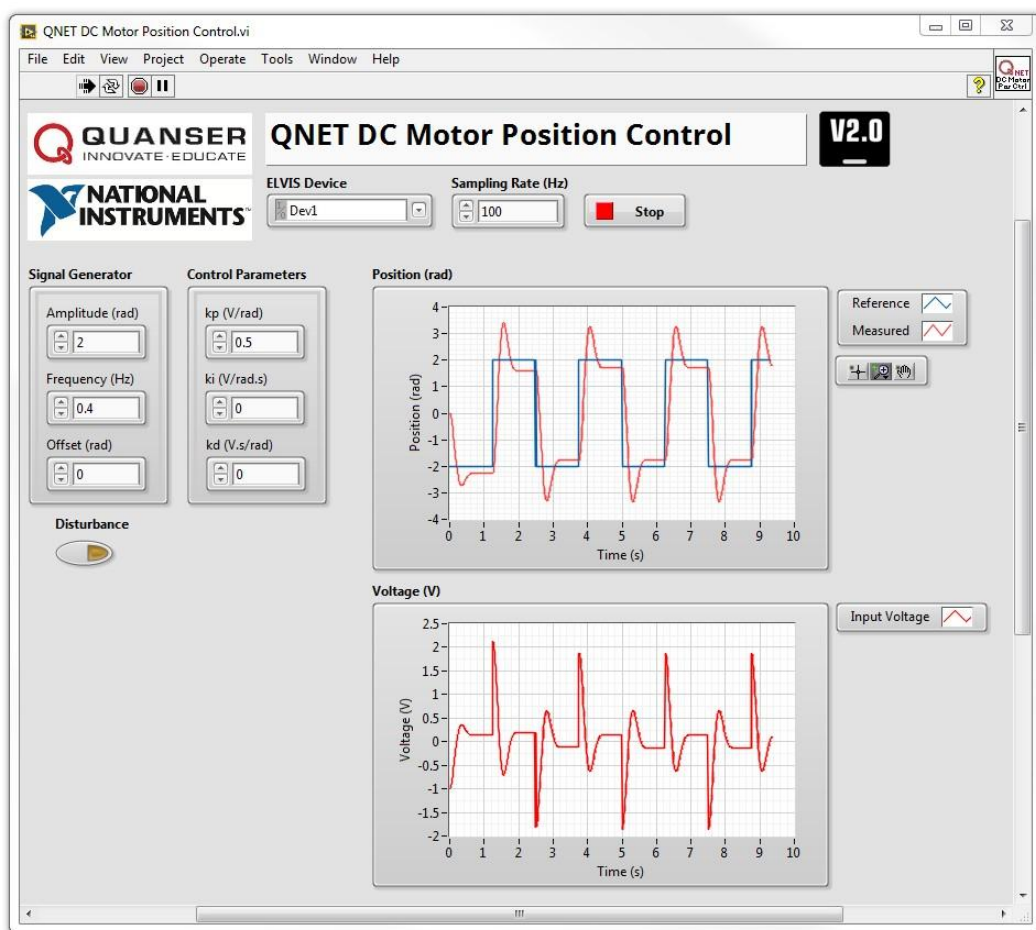 QNET DC Motor Position Control.vi
File Edit View Project Operate Tools Window Help
QNET
DC Motor
Pos Ctrl
QUANSER
INNOVATE·EDUCATE
QNET DC Motor Position Control
V2.0
NATIONAL
INSTRUMENTS
ELVIS Device
Dev1
Sampling Rate (Hz)
100
Stop
Signal Generator
Amplitude (rad)
2
Frequency (Hz)
0.4
Offset (rad)
0
Disturbance
Control Parameters
kp (V/rad)
0.5
ki (V/rad.s)
0
kd (V.s/rad)
0
Position (rad)
4
3
2
1
0
-1
-2
-3
-4
Position (rad)
0 1 2 3 4 5 6 7 8 9 10
Time (s)
Reference
Measured
Voltage (V)
2.5
2
1.5
1
0.5
0
-0.5
-1
-1.5
-2
Voltage (V)
0 1 2 3 4 5 6 7 8 9 10
Time (s)
Input Voltage